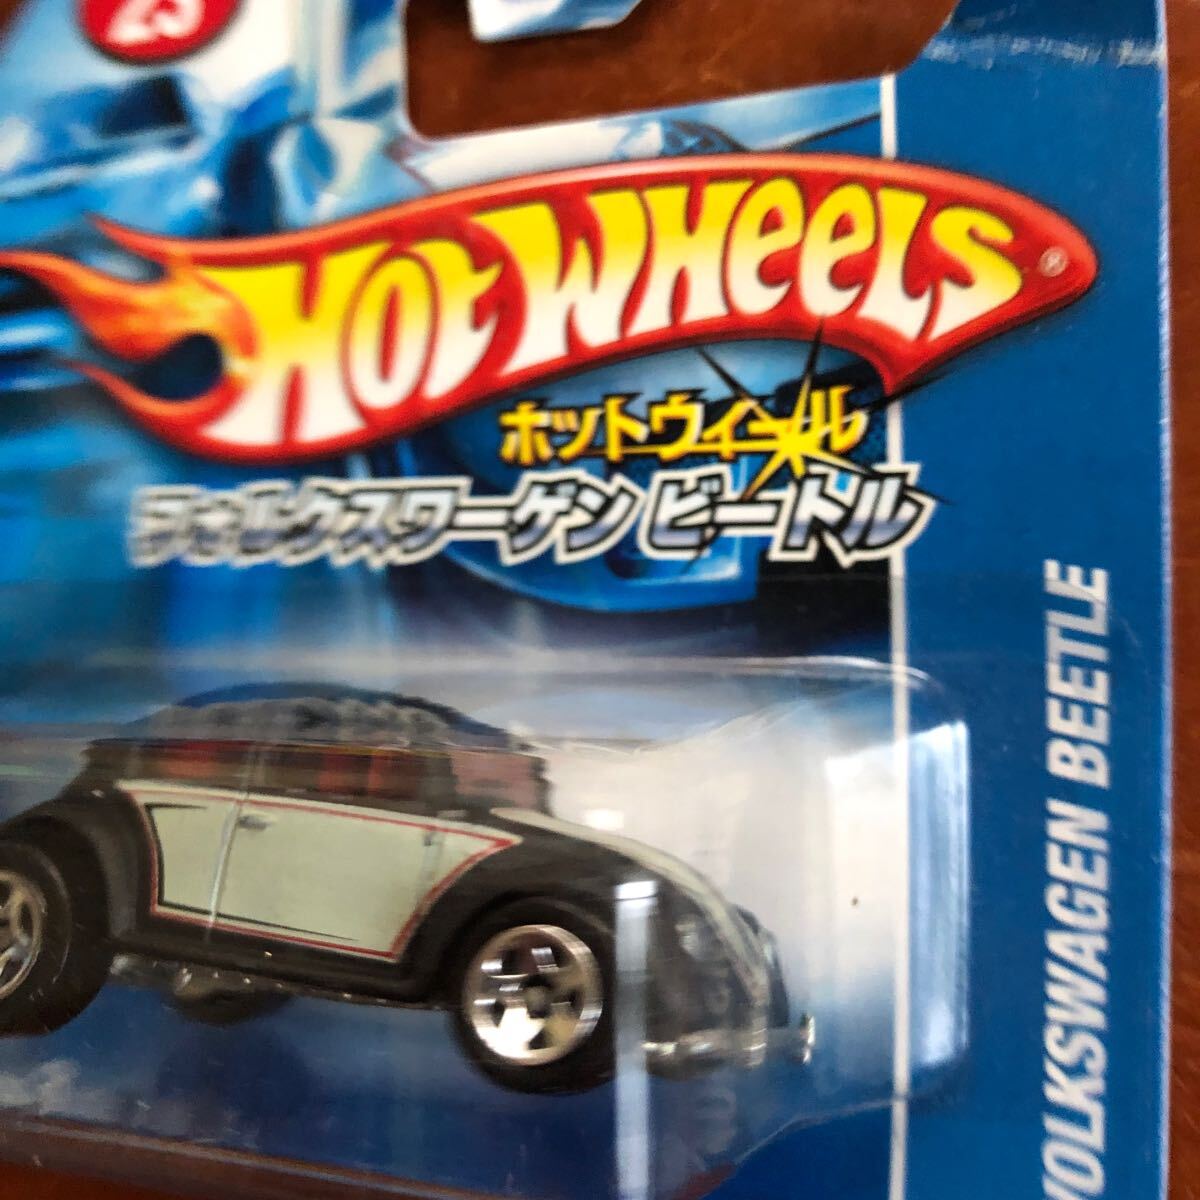 23
HOT WHEELS ®
ホットウィール
フォルクスワーゲン ビートル
VOLKSWAGEN BEETLE